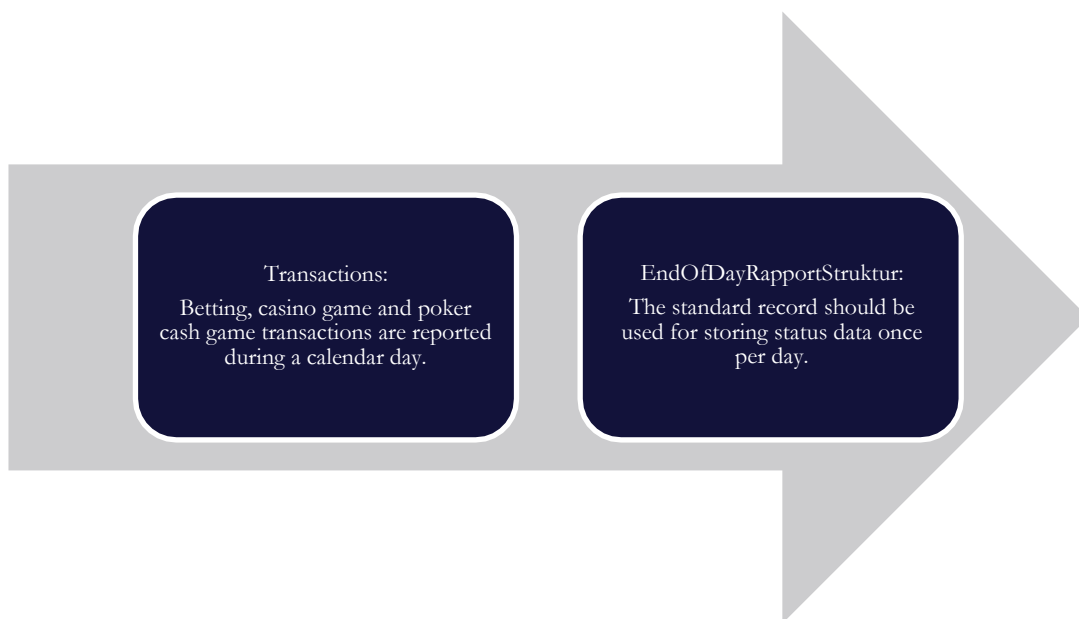 Transactions:
Betting, casino game and poker
cash game transactions are reported
during a calendar day.
EndOfDayRapportStruktur:
The standard record should be
used for storing status data once
per day.